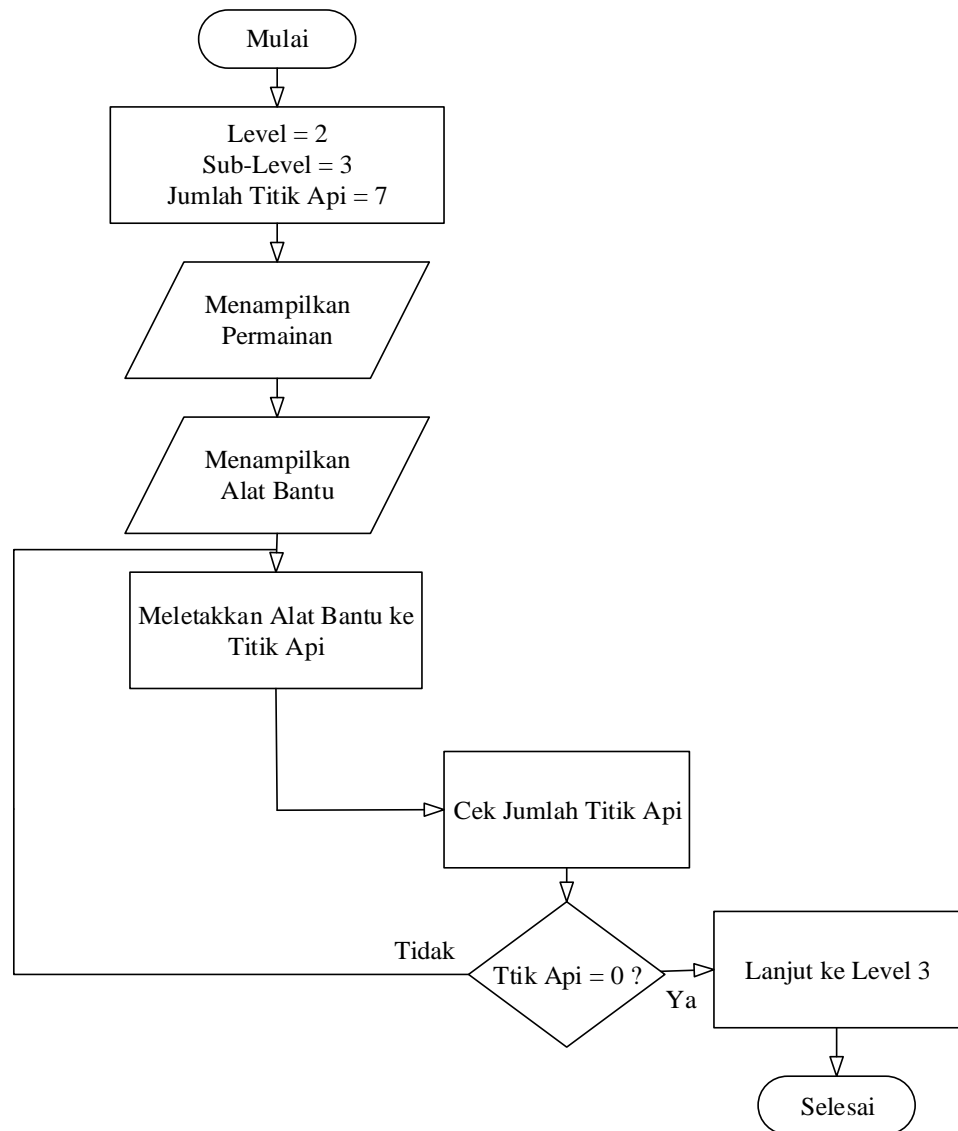 Mulai
Level = 2
Sub-Level = 3
Jumlah Titik Api = 7
Menampilkan
Permainan
Menampilkan
Alat Bantu
Meletakkan Alat Bantu ke
Titik Api
Cek Jumlah Titik Api
Tidak
Ttik Api = 0 ?
Ya
Lanjut ke Level 3
Selesai